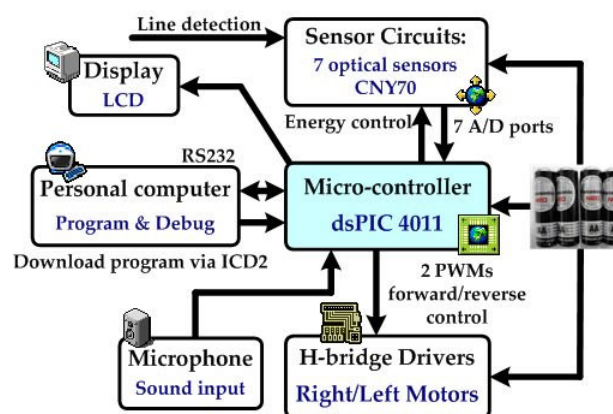 Line detection
Sensor Circuits:
7 optical sensors
CNY70
Display
LCD
Energy control
7 A/D ports
RS232
Personal computer
Program & Debug
Micro-controller
dsPIC 4011
Download program via ICD2
2 PWMs
forward/reverse
control
Microphone
Sound input
H-bridge Drivers
Right/Left Motors
AA
AA